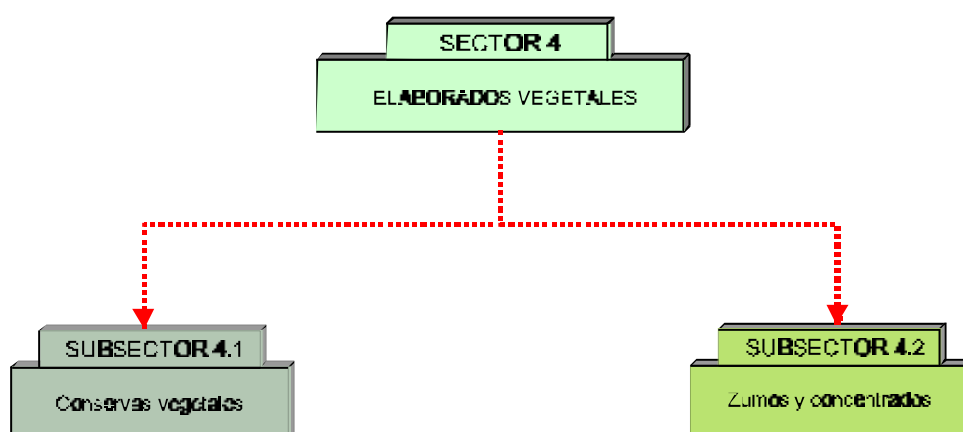 SECTOR 4
ELABORADOS VEGETALES
SUBSECTOR 4.1
SUBSECTOR 4.2
Conservas vegetales
Zumos y concentrados